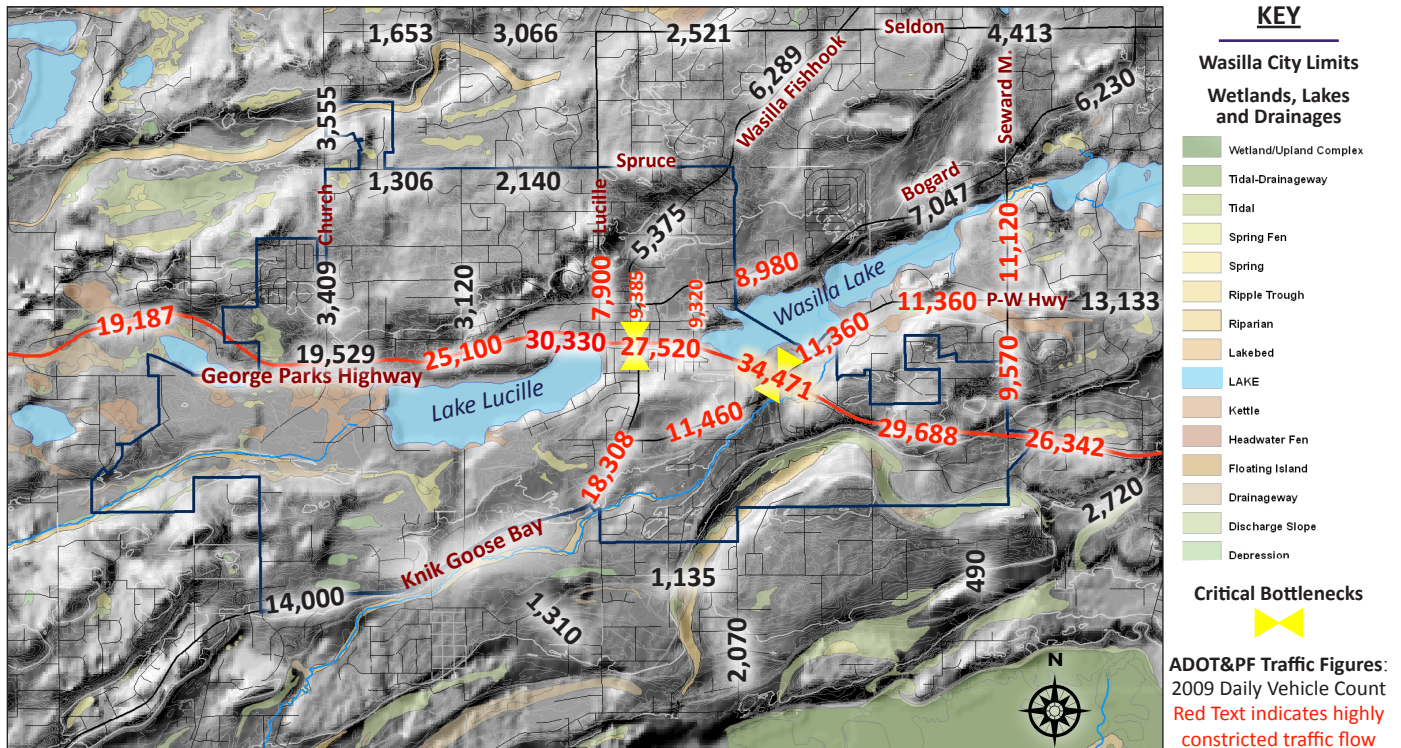 1,653
3,066
2,521
Seldon
4,413
6,289
Wasilla Fishhook
Seward M.
6,230
3,555
Spruce
1,306
2,140
Bogard
7,047
Church
Lucille
5,375
11,120
3,409
3,120
7,900
9,385
9,320
8,980
Wasilla Lake
11,360
P-W Hwy
13,133
19,187
19,529
25,100
30,330
27,520
11,360
34,471
9,570
George Parks Highway
Lake Lucille
11,460
29,688
26,342
18,308
2,720
Knik Goose Bay
14,000
1,310
1,135
2,070
490
N
KEY
Wasilla City Limits
Wetlands, Lakes
and Drainages
Wetland/Upland Complex
Tidal-Drainageway
Tidal
Spring Fen
Spring
Ripple Trough
Riparian
Lakebed
LAKE
Kettle
Headwater Fen
Floating Island
Drainageway
Discharge Slope
Depression
Critical Bottlenecks
ADOT&PF Traffic Figures:
2009 Daily Vehicle Count
Red Text indicates highly
constricted traffic flow